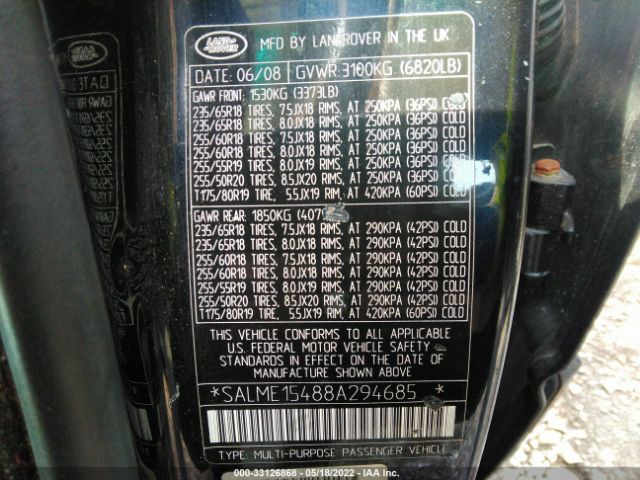 LAND
ROVER
MFD BY LANDROVER IN THE UK
DATE: 06/08 GVWR: 3100KG (6820LB)
GAWR FRONT: 1530KG (3373LB)
235/65R18 TIRES, 7.5JX18 RIMS, AT 250KPA (36PSI) COLD
235/65R18 TIRES, 8.0JX18 RIMS, AT 250KPA (36PSI) COLD
255/60R18 TIRES, 7.5JX18 RIMS, AT 250KPA (36PSI) COLD
255/60R18 TIRES, 8.0JX18 RIMS, AT 250KPA (36PSI) COLD
255/55R19 TIRES, 8.0JX19 RIMS, AT 250KPA (36PSI) COLD
255/50R20 TIRES, 8.5JX20 RIMS, AT 250KPA (36PSI) COLD
T175/80R19 TIRE, 5.5JX19 RIM, AT 420KPA (60PSI) COLD
GAWR REAR: 1850KG (407
235/65R18 TIRES, 7.5JX18 RIMS, AT 290KPA (42PSI) COLD
235/65R18 TIRES, 8.0JX18 RIMS, AT 290KPA (42PSI) COLD
255/60R18 TIRES, 7.5JX18 RIMS, AT 290KPA (42PSI) COLD
255/60R18 TIRES, 8.0JX18 RIMS, AT 290KPA (42PSI) COLD
255/55R19 TIRES, 8.0JX19 RIMS, AT 290KPA (42PSI) COLD
255/50R20 TIRES, 8.5JX20 RIMS, AT 290KPA (42PSI) COLD
T175/80R19 TIRE, 5.5JX19 RIM, AT 420KPA (60PSI) COLD
THIS VEHICLE CONFORMS TO ALL APPLICABLE
U.S. FEDERAL MOTOR VEHICLE SAFETY
STANDARDS IN EFFECT ON THE DATE OF
MANUFACTURE SHOWN ABOVE
*SALME15488A294685*
TYPE: MULTI-PURPOSE PASSENGER VEHICLE
000-33126868 - 05/18/2022 - IAA Inc.